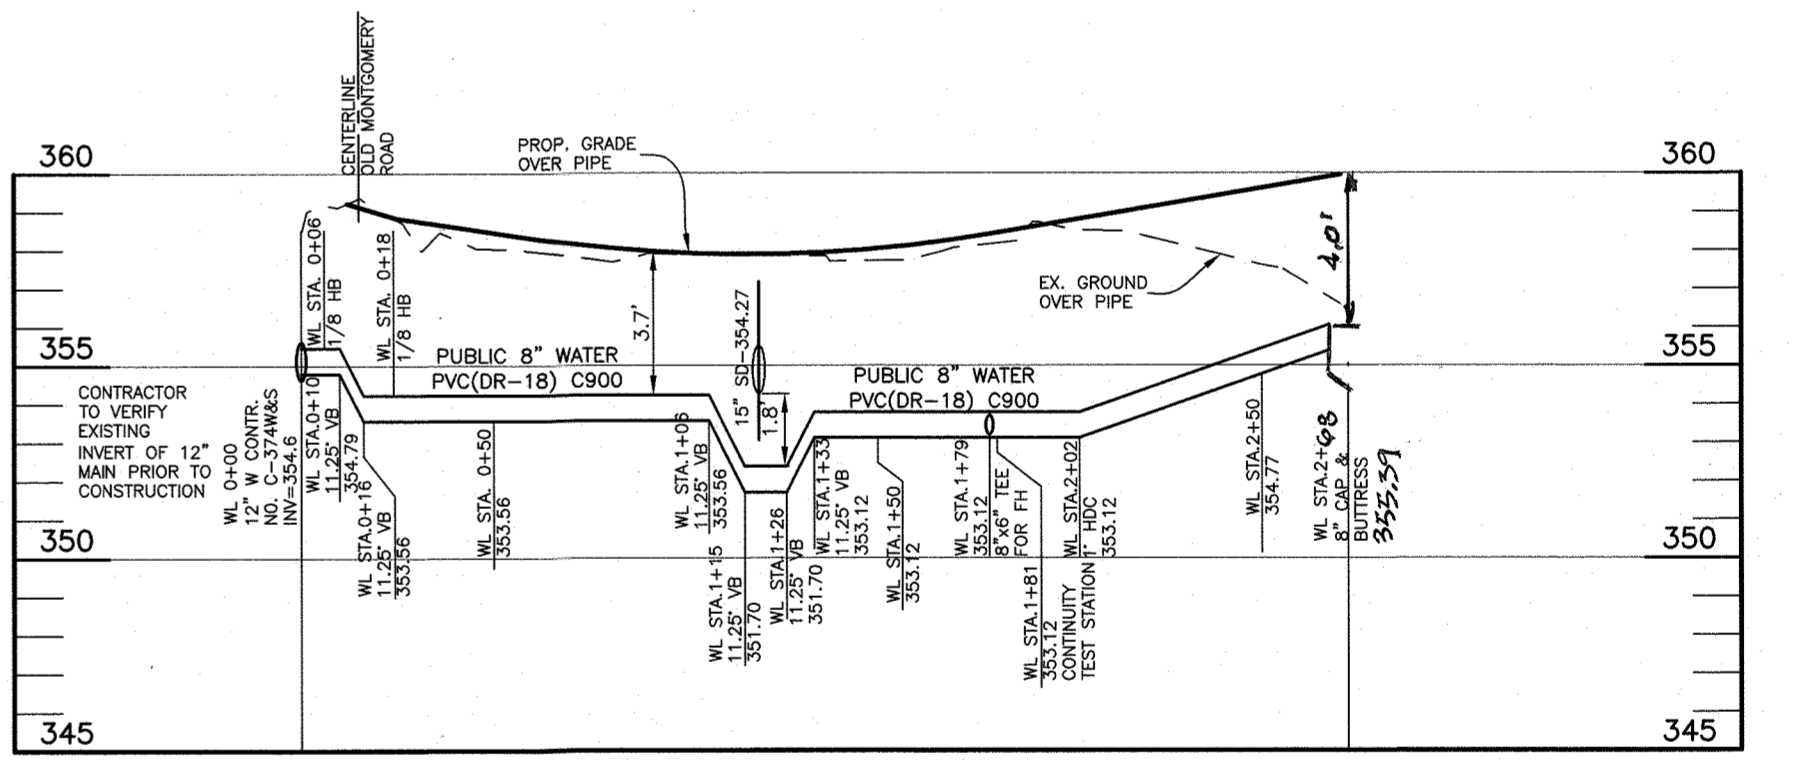 CENTERLINE
OLD MONTGOMERY
ROAD
PROP. GRADE
OVER PIPE
360
360
WL STA. 0+06
1/8 HB
WL STA. 0+18
1/8 HB
3.7'
15" SD-354.27
1.8'
EX. GROUND
OVER PIPE
4.0'
355
355
PUBLIC 8" WATER
PVC(DR-18) C900
PUBLIC 8" WATER
PVC(DR-18) C900
CONTRACTOR
TO VERIFY
EXISTING
INVERT OF 12"
MAIN PRIOR TO
CONSTRUCTION
WL 0+00
12" W CONTR.
NO. C-374W&S
INV=354.6
WL STA.0+10
11.25° VB
354.79
WL STA.0+16
11.25° VB
353.56
WL STA. 0+50
353.56
WL STA.1+06
11.25° VB
353.56
WL STA.1+15
11.25° VB
351.70
WL STA.1+26
11.25° VB
351.70
WL STA.1+33
11.25° VB
353.12
WL STA.1+50
353.12
WL STA.1+79
353.12
8"x6" TEE
FOR FH
WL STA.1+81
353.12
CONTINUITY
TEST STATION
WL STA.2+02
1° HDC
353.12
WL STA.2+50
354.77
WL STA.2+68
8" CAP &
BUTTRESS
355.39
350
350
345
345